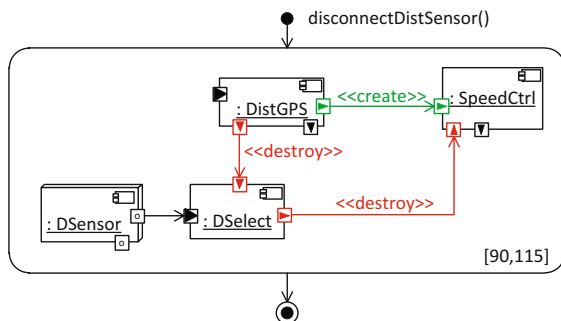 disconnectDistSensor()
: DistGPS
<<create>>
: SpeedCtrl
<<destroy>>
: DSensor
: DSelect
<<destroy>>
[90,115]